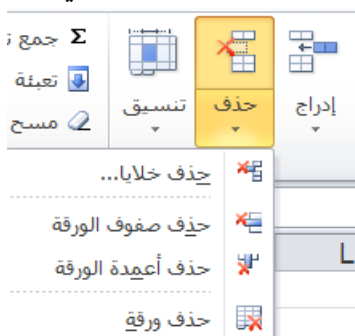 إدراج
حذف
تنسيق
Σ جمع
تعبئة
مسح
حذف خلايا...
حذف صفوف الورقة
حذف أعمدة الورقة
حذف ورقة
L